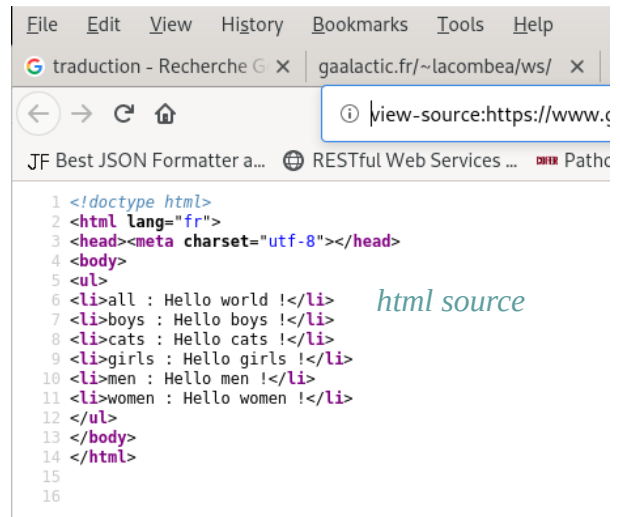 File Edit View History Bookmarks Tools Help
traduction - Recherche G gaalactic.fr/~lacombea/ws/
view-source:https://www.g
JF Best JSON Formatter a... RESTful Web Services ... Patho
1 <!doctype html>
2 <html lang="fr">
3 <head><meta charset="utf-8"></head>
4 <body>
5 <ul>
6 <li>all : Hello world !</li>
html source
7 <li>boys : Hello boys !</li>
8 <li>cats : Hello cats !</li>
9 <li>girls : Hello girls !</li>
10 <li>men : Hello men !</li>
11 <li>women : Hello women !</li>
12 </ul>
13 </body>
14 </html>
15
16